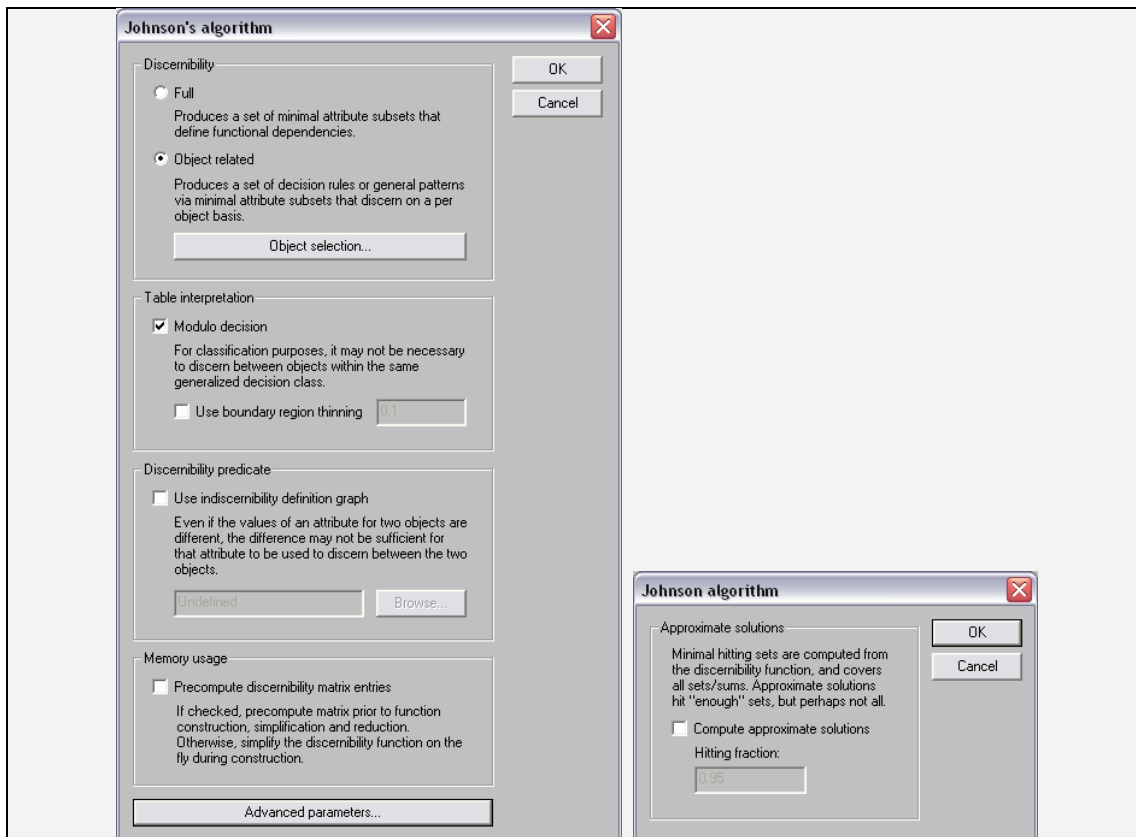 Johnson's algorithm
Discernibility
Full
Produces a set of minimal attribute subsets that
define functional dependencies.
Object related
Produces a set of decision rules or general patterns
via minimal attribute subsets that discern on a per
object basis.
Object selection...
OK
Cancel
Table interpretation
Modulo decision
For classification purposes, it may not be necessary
to discern between objects within the same
generalized decision class.
Use boundary region thinning
0.1
Discernibility predicate
Use indiscernibility definition graph
Even if the values of an attribute for two objects are
different, the difference may not be sufficient for
that attribute to be used to discern between the two
objects.
Undefined
Browse...
Memory usage
Precompute discernibility matrix entries
If checked, precompute matrix prior to function
construction, simplification and reduction.
Otherwise, simplify the discernibility function on the
fly during construction.
Advanced parameters...
Johnson algorithm
Approximate solutions
Minimal hitting sets are computed from
the discernibility function, and covers
all sets/sums. Approximate solutions
hit "enough" sets, but perhaps not all.
Compute approximate solutions
Hitting fraction:
0.95
OK
Cancel